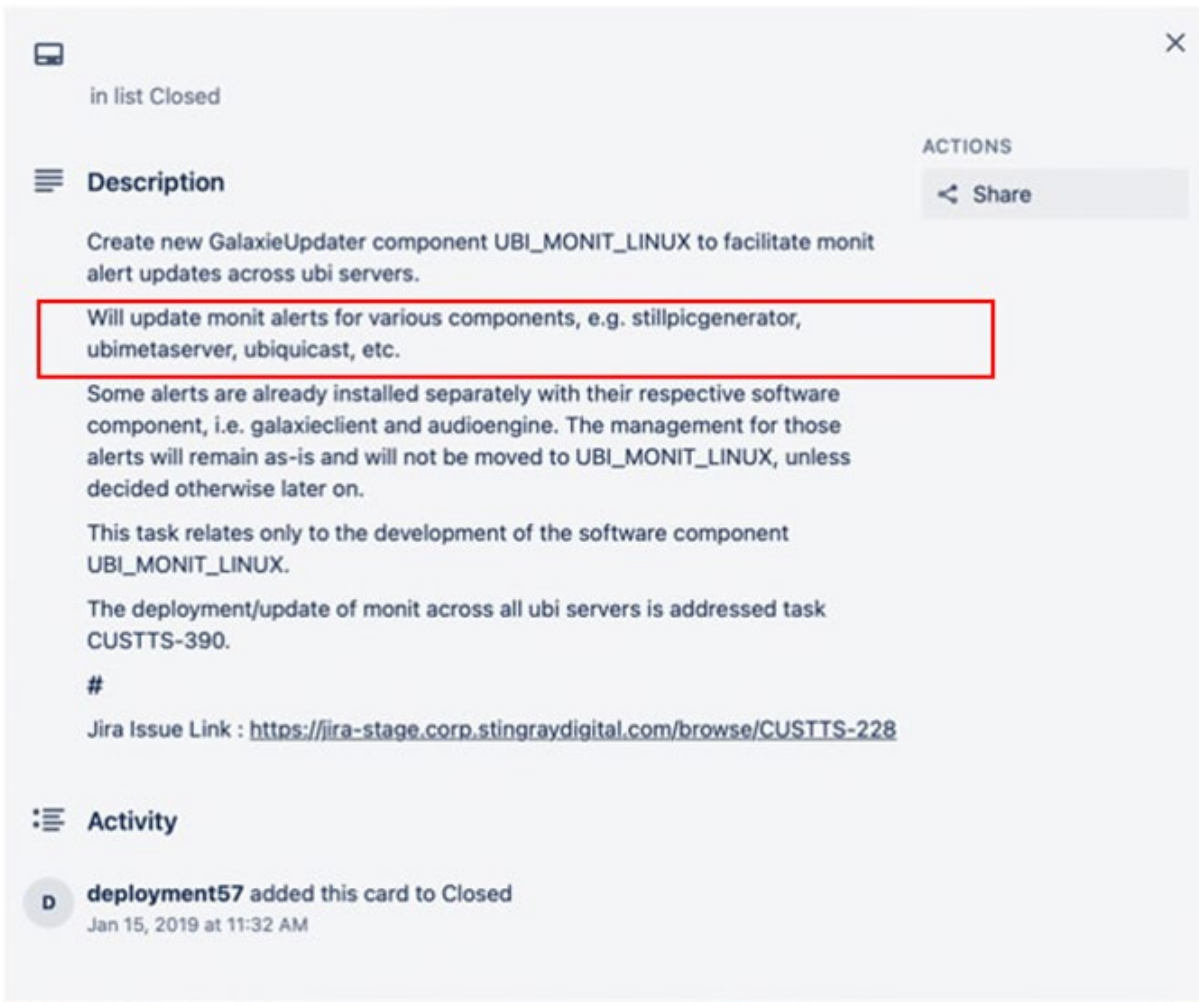 in list Closed
ACTIONS
Share
Description
Create new GalaxieUpdater component UBI_MONIT_LINUX to facilitate monit
alert updates across ubi servers.
Will update monit alerts for various components, e.g. stillpicgenerator,
ubimetaserver, ubiquicast, etc.
Some alerts are already installed separately with their respective software
component, i.e. galaxieclient and audioengine. The management for those
alerts will remain as-is and will not be moved to UBI_MONIT_LINUX, unless
decided otherwise later on.
This task relates only to the development of the software component
UBI_MONIT_LINUX.
The deployment/update of monit across all ubi servers is addressed task
CUSTTS-390.
#
Jira Issue Link : https://jira-stage.corp.stingraydigital.com/browse/CUSTTS-228
Activity
D
deployment57 added this card to Closed
Jan 15, 2019 at 11:32 AM